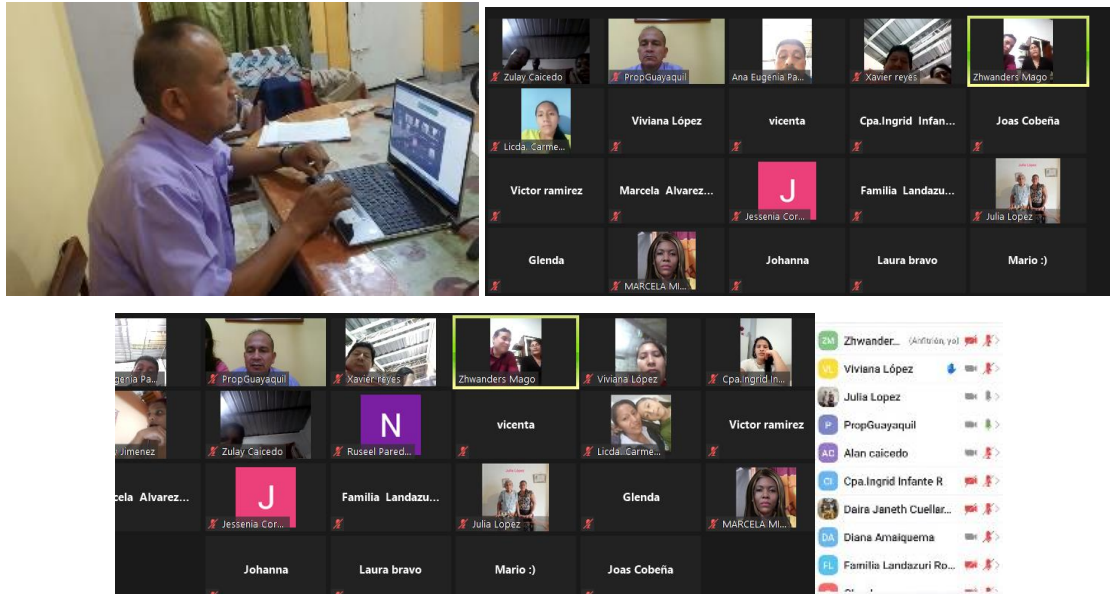 Zulay Caicedo
PropGuayaquil
Ana Eugenia Pa...
Xavier reyes
Zhwanders Mago
Licda. Carme...
Viviana López
vicenta
Cpa.Ingrid Infan...
Joas Cobeña
Victor ramirez
Marcela Alvarez...
J
Jessenia Cor...
Familia Landazu...
Julia Lopez
Glenda
MARCELA MI...
Johanna
Laura bravo
Mario :)
genia Pa...
PropGuayaquil
Xavier reyes
Zhwanders Mago
Viviana López
Cpa.Ingrid In...
Jimenez
Zulay Caicedo
N
Ruseel Pared...
vicenta
Licda. Carme...
Victor ramirez
cela Alvarez...
J
Jessenia Cor...
Familia Landazu...
Julia Lopez
Glenda
MARCELA MI...
Johanna
Laura bravo
Mario :)
Joas Cobeña
ZM Zhwander... (Anfitrión, yo)
VL Viviana López
Julia Lopez
P PropGuayaquil
AC Alan caicedo
CI Cpa.Ingrid Infante R
Daira Janeth Cuellar...
DA Diana Amaiquema
FL Familia Landazuri Ro...